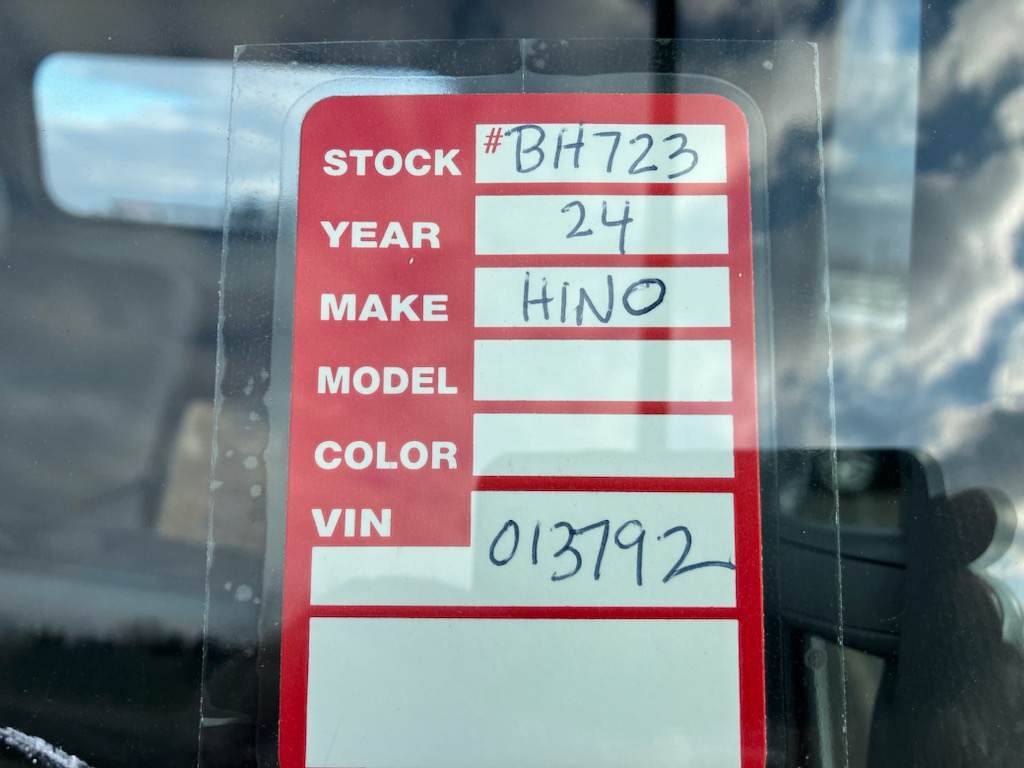 STOCK #BH723
YEAR 24
MAKE HINO
MODEL
COLOR
VIN 013792